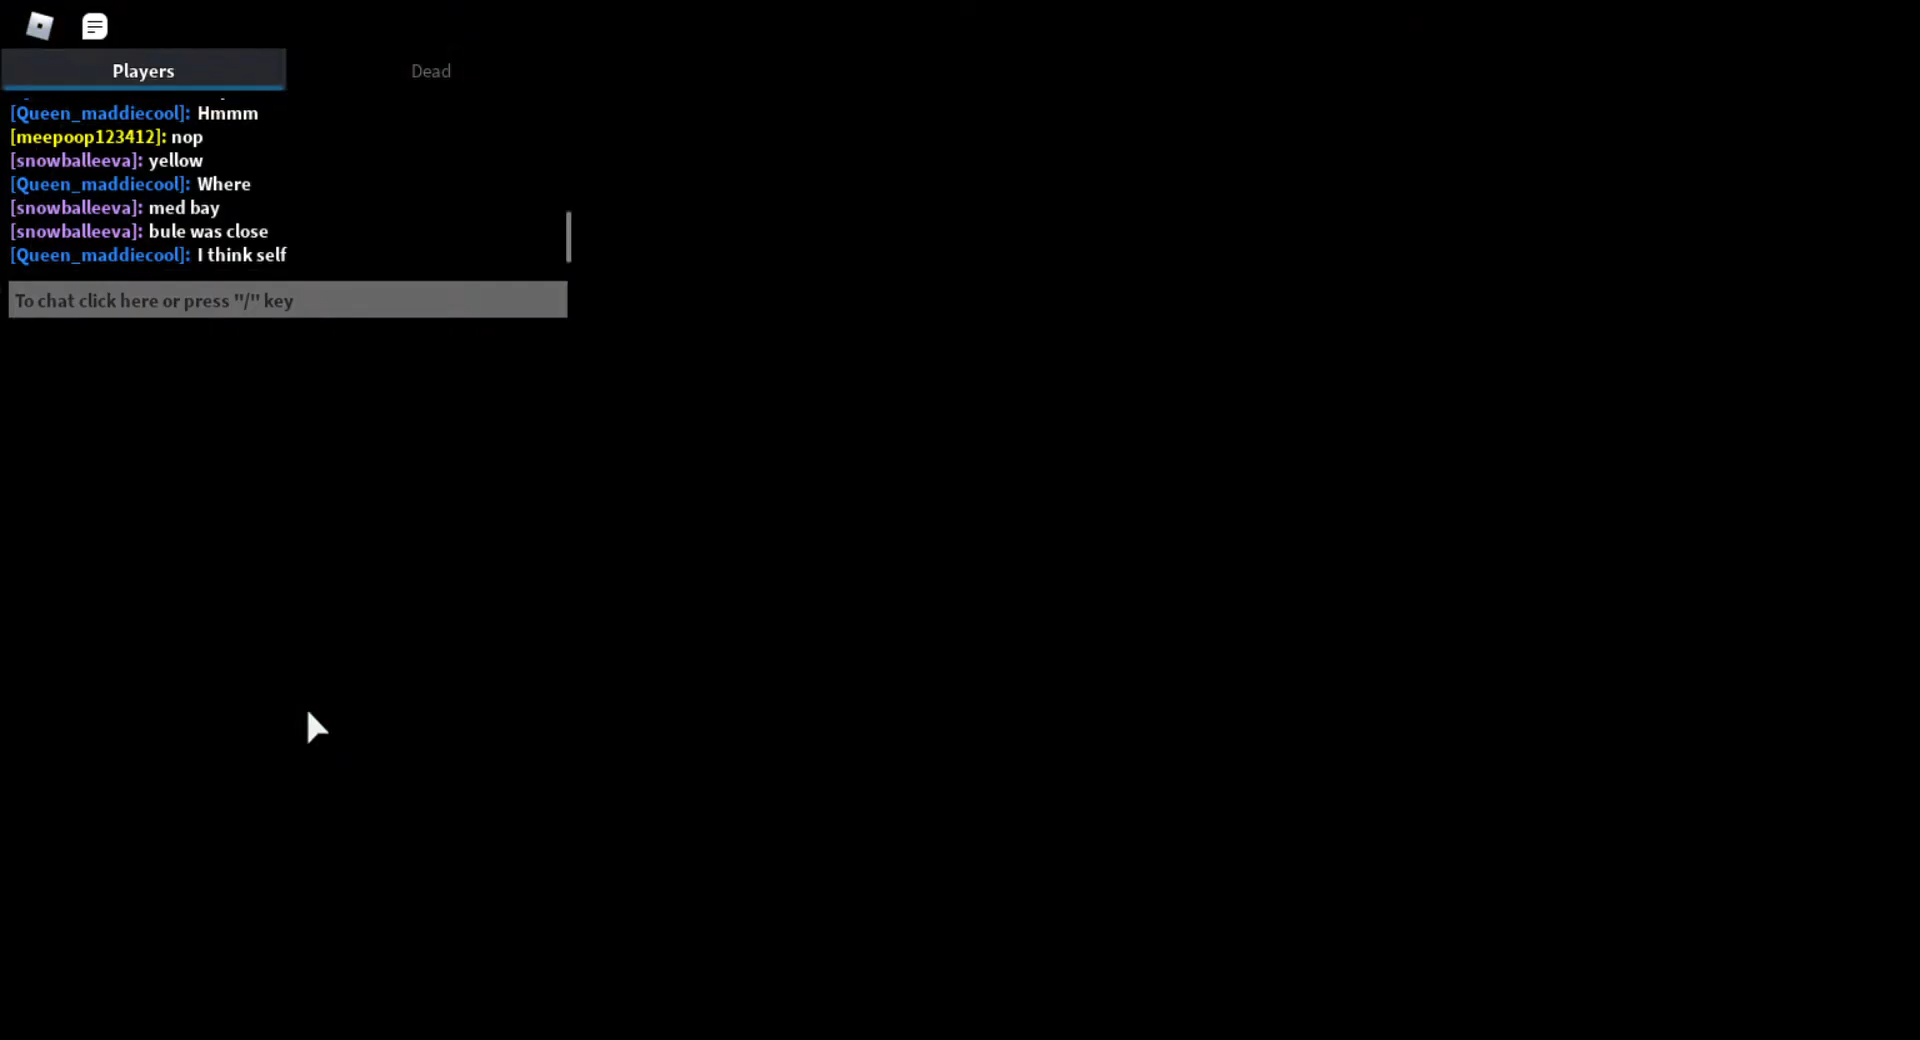 Players
Dead
[Queen_maddiecool]: Hmmm
[meepoop123412]: nop
[snowballeeva]: yellow
[Queen_maddiecool]: Where
[snowballeeva]: med bay
[snowballeeva]: bule was close
[Queen_maddiecool]: I think self
To chat click here or press "/" key